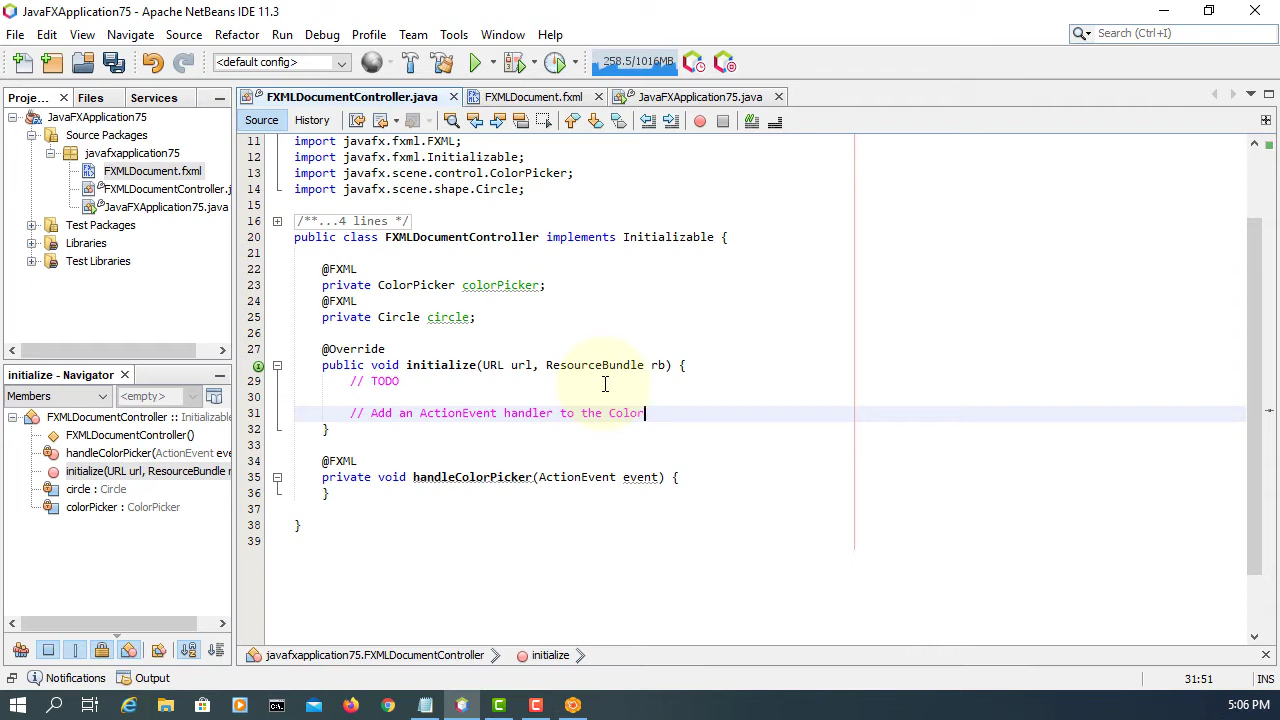 JavaFXApplication75 - Apache NetBeans IDE 11.3
File Edit View Navigate Source Refactor Run Debug Profile Team Tools Window Help
Search (Ctrl+I)
<default config>
258.5/1016MB
Proje...
Files
Services
FXMLDocumentController.java
FXMLDocument.fxml
JavaFXApplication75.java
Source
History
JavaFXApplication75
Source Packages
javafxapplication75
FXMLDocument.fxml
FXMLDocumentController.j
JavaFXApplication75.java
Test Packages
Libraries
Test Libraries
11 import javafx.fxml.FXML;
12 import javafx.fxml.Initializable;
13 import javafx.scene.control.ColorPicker;
14 import javafx.scene.shape.Circle;
15
16 /**...4 lines */
20 public class FXMLDocumentController implements Initializable {
21
22 @FXML
23 private ColorPicker colorPicker;
24 @FXML
25 private Circle circle;
26
27 @Override
public void initialize(URL url, ResourceBundle rb) {
29 // TODO
30
31 // Add an ActionEvent handler to the Color
32 }
33
34 @FXML
35 private void handleColorPicker(ActionEvent event) {
36 }
37
38 }
39
initialize - Navigator
Members
<empty>
FXMLDocumentController :: Initializable
FXMLDocumentController()
handleColorPicker(ActionEvent eve
initialize(URL url, ResourceBundle r
circle : Circle
colorPicker : ColorPicker
javafxapplication75.FXMLDocumentController
initialize
Notifications
Output
31:51
INS
5:06 PM